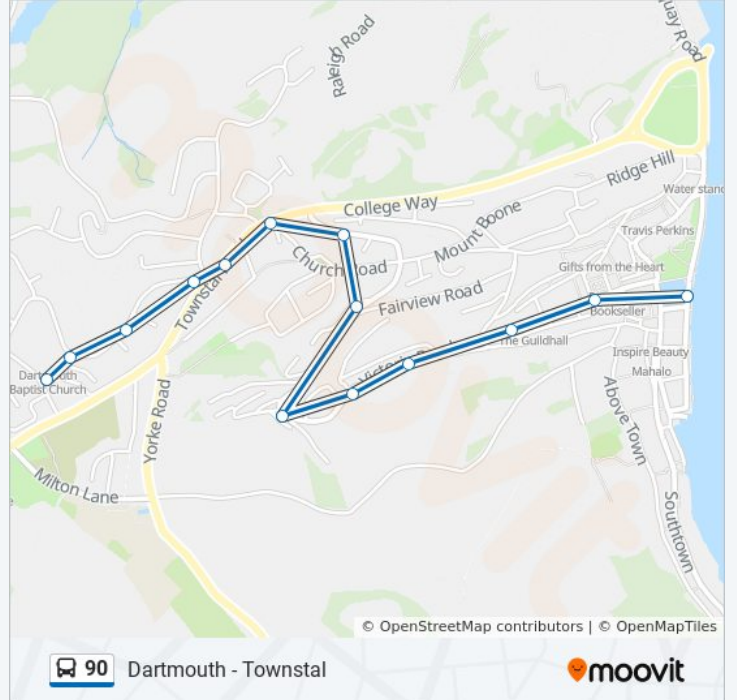 Quay Road
Raleigh Road
Ridge Hill
College Way
Water stand
Mount Boone
Travis Perkins
Church Road
Gifts from the Heart
Fairview Road
Townstal
Bookseller
The Guildhall
Victoria Road
Inspire Beauty
Dartmouth
Baptist Church
Mahalo
Yorke Road
Above Town
Milton Lane
Southtown
© OpenStreetMap contributors | © OpenMapTiles
90 Dartmouth - Townstal
moovit